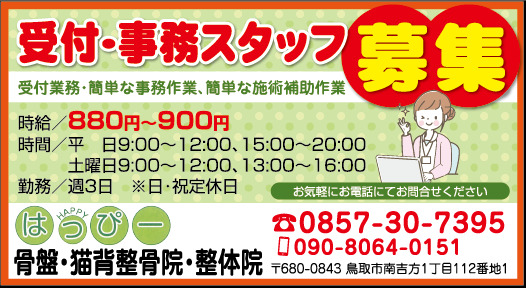 受付・事務スタッフ募集
受付業務・簡単な事務作業、簡単な施術補助作業
時給／880円～900円
時間／平　日9:00～12:00、15:00～20:00
土曜日9:00～12:00、13:00～16:00
勤務／週3日　※日・祝定休日
お気軽にお電話にてお問合せください
HAPPY
はっぴー
骨盤・猫背整骨院・整体院
☎0857-30-7395
090-8064-0151
〒680-0843 鳥取市南吉方1丁目112番地1